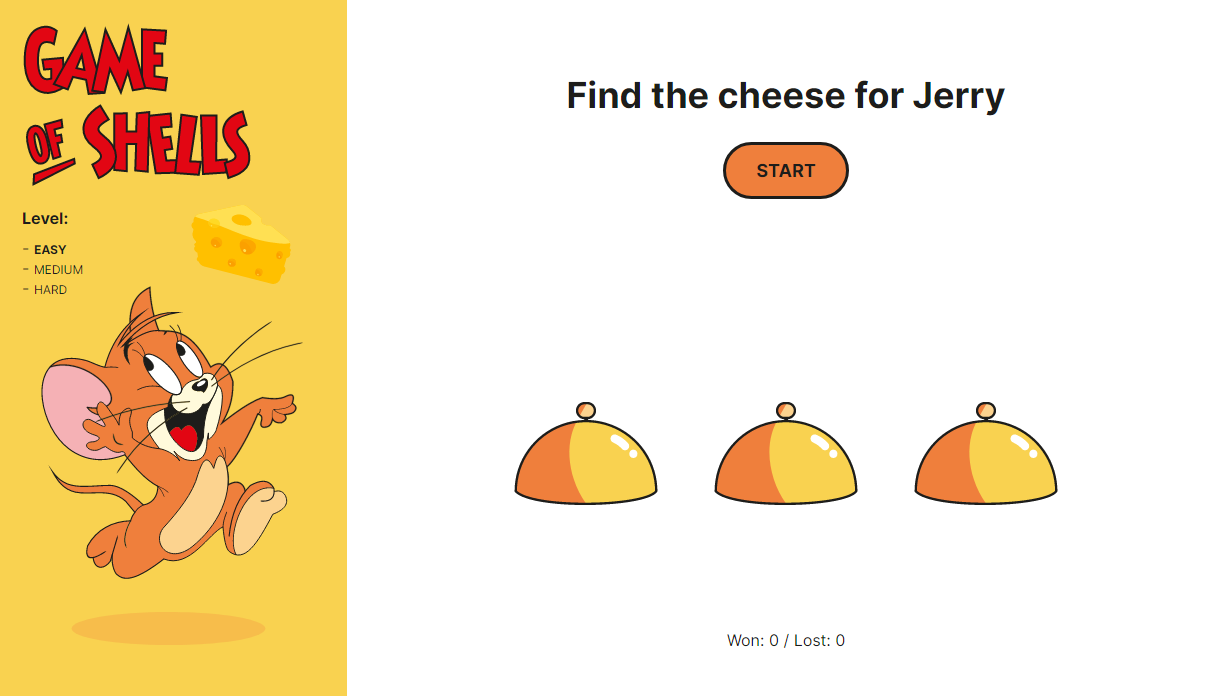 GAME
OF SHELLS
Level:
- EASY
- MEDIUM
- HARD
Find the cheese for Jerry
START
Won: 0 / Lost: 0